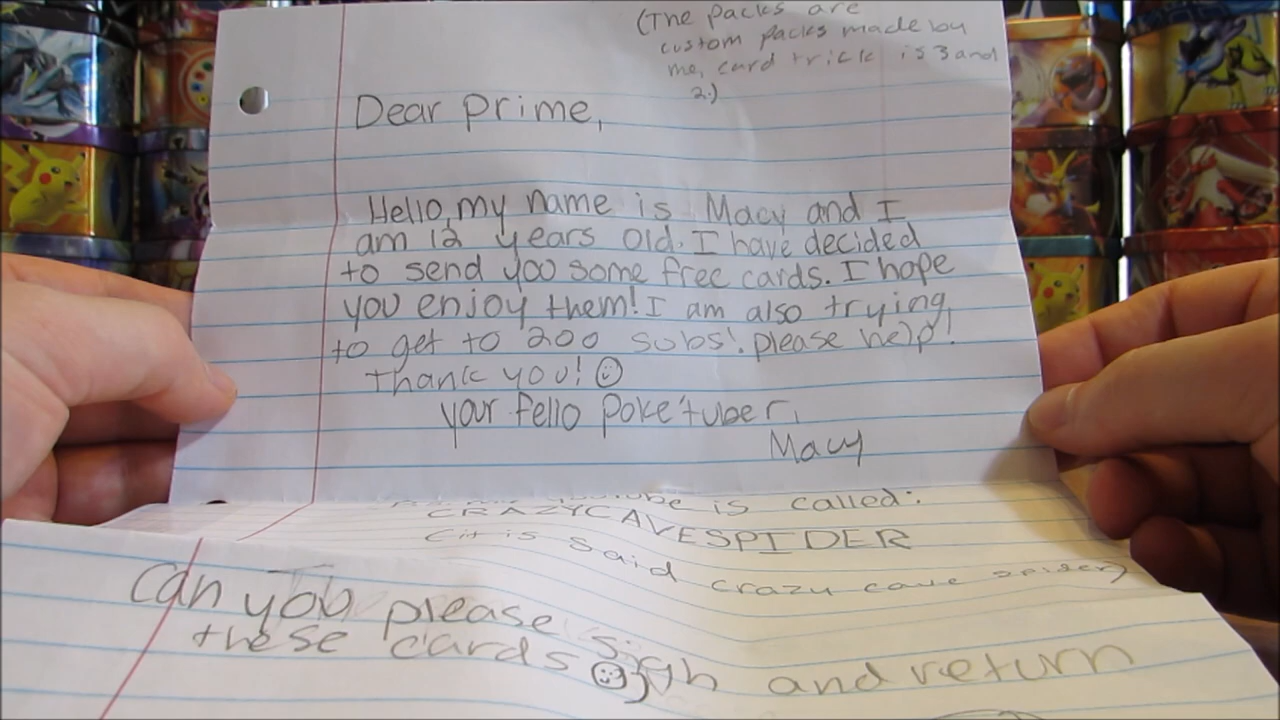 (The packs are
custom packs made by
me, card trick is 3 and
2.)
Dear Prime,
Hello, my name is Macy and I
am 12 years old. I have decided
to send you some free cards. I hope
you enjoy them! I am also trying
to get to 200 subs! please help!
Thank you! ☺
your fello poke'tuber,
Macy
is called:
CRAZYCAVESPIDER
(it is said crazy cave spider)
Can you please sign and return
these cards ☺